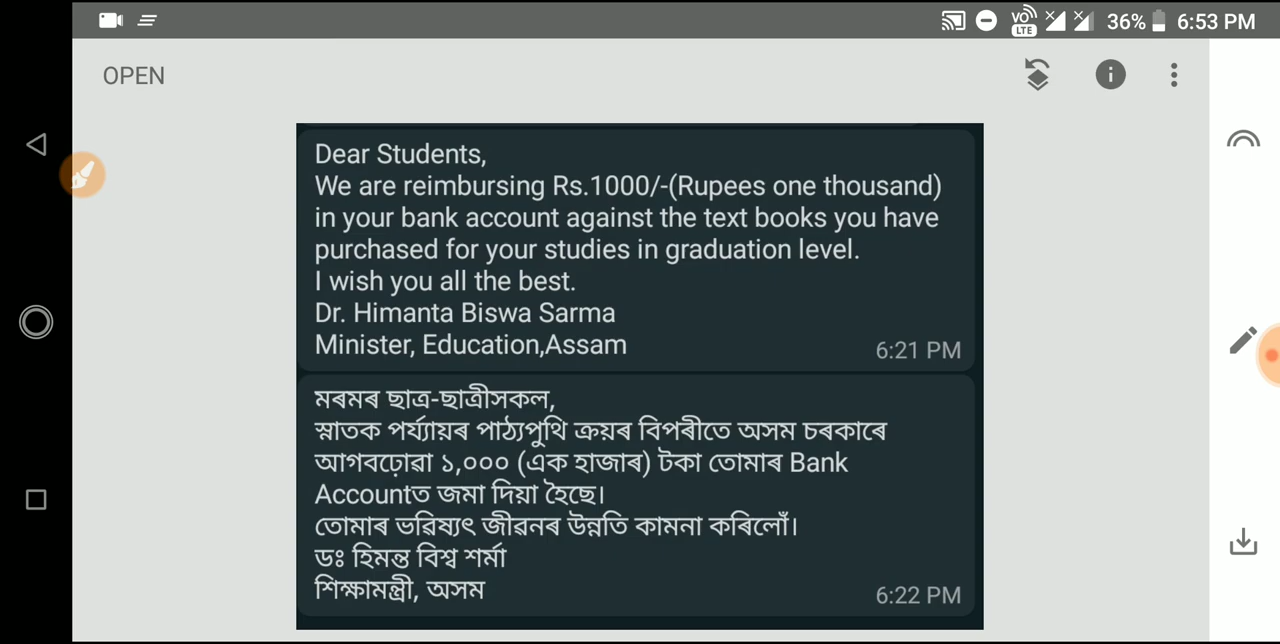 VO LTE 36% 6:53 PM
OPEN
Dear Students,
We are reimbursing Rs.1000/-(Rupees one thousand)
in your bank account against the text books you have
purchased for your studies in graduation level.
I wish you all the best.
Dr. Himanta Biswa Sarma
Minister, Education,Assam
6:21 PM
মৰমৰ ছাত্ৰ-ছাত্ৰীসকল,
স্নাতক পৰ্য্যায়ৰ পাঠ্যপুথি ক্ৰয়ৰ বিপৰীতে অসম চৰকাৰে
আগবঢ়োৱা ১,০০০ (এক হাজাৰ) টকা তোমাৰ Bank
Accountত জমা দিয়া হৈছে।
তোমাৰ ভৱিষ্যৎ জীৱনৰ উন্নতি কামনা কৰিলোঁ।
ডঃ হিমন্ত বিশ্ব শৰ্মা
শিক্ষামন্ত্ৰী, অসম
6:22 PM